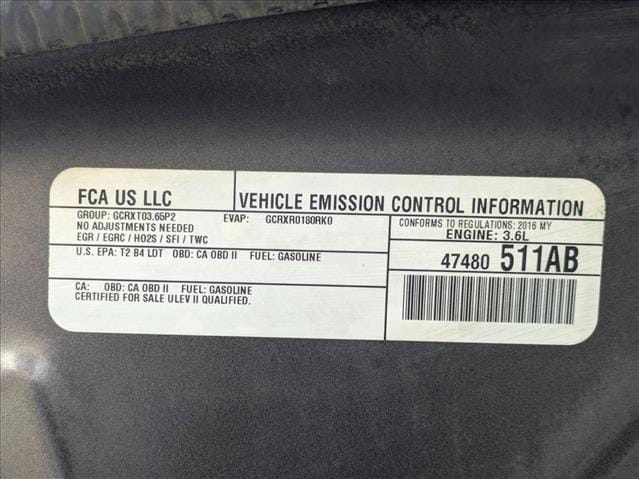 FCA US LLC
VEHICLE EMISSION CONTROL INFORMATION
GROUP: GCRXT03.65P2 EVAP: GCRXR0180RK0
NO ADJUSTMENTS NEEDED
EGR / EGRC / HO2S / SFI / TWC
CONFORMS TO REGULATIONS: 2016 MY
ENGINE: 3.6L
U.S. EPA: T2 B4 LDT OBD: CA OBD II FUEL: GASOLINE
47480 511AB
CA: OBD: CA OBD II FUEL: GASOLINE
CERTIFIED FOR SALE ULEV II QUALIFIED.